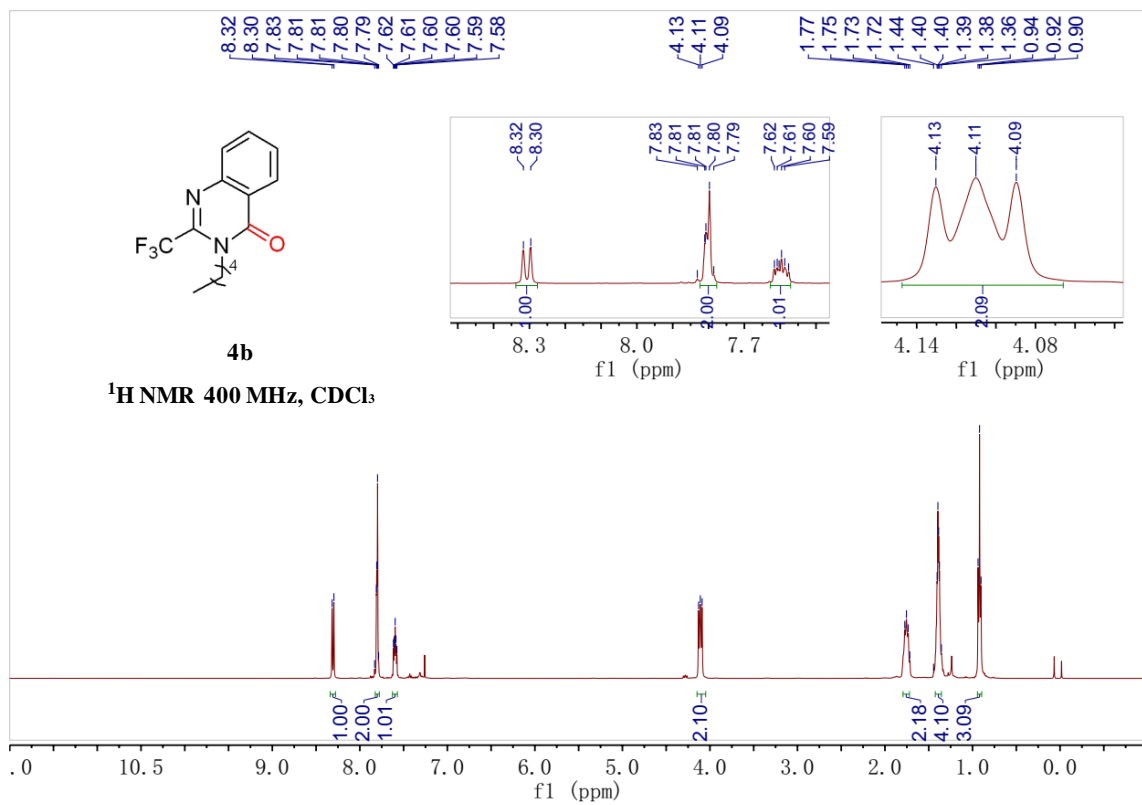 8.32 8.30 7.83 7.81 7.81 7.80 7.79 7.62 7.61 7.60 7.60 7.59 7.58 4.13 4.11 4.09 1.77 1.75 1.73 1.72 1.44 1.40 1.40 1.39 1.38 1.36 0.94 0.92 0.90
8.32 8.30 7.83 7.81 7.81 7.80 7.79 7.62 7.61 7.60 7.59
4.13 4.11 4.09
N
F3C
N
O
4
4b
1H NMR 400 MHz, CDCl3
1.00 2.00 1.01
8.3 8.0 7.7
f1 (ppm)
2.09
4.14 4.08
f1 (ppm)
1.00 2.00 1.01 2.10 2.18 4.10 3.09
.0 10.5 9.0 8.0 7.0 6.0 5.0 4.0 3.0 2.0 1.0 0.0
f1 (ppm)